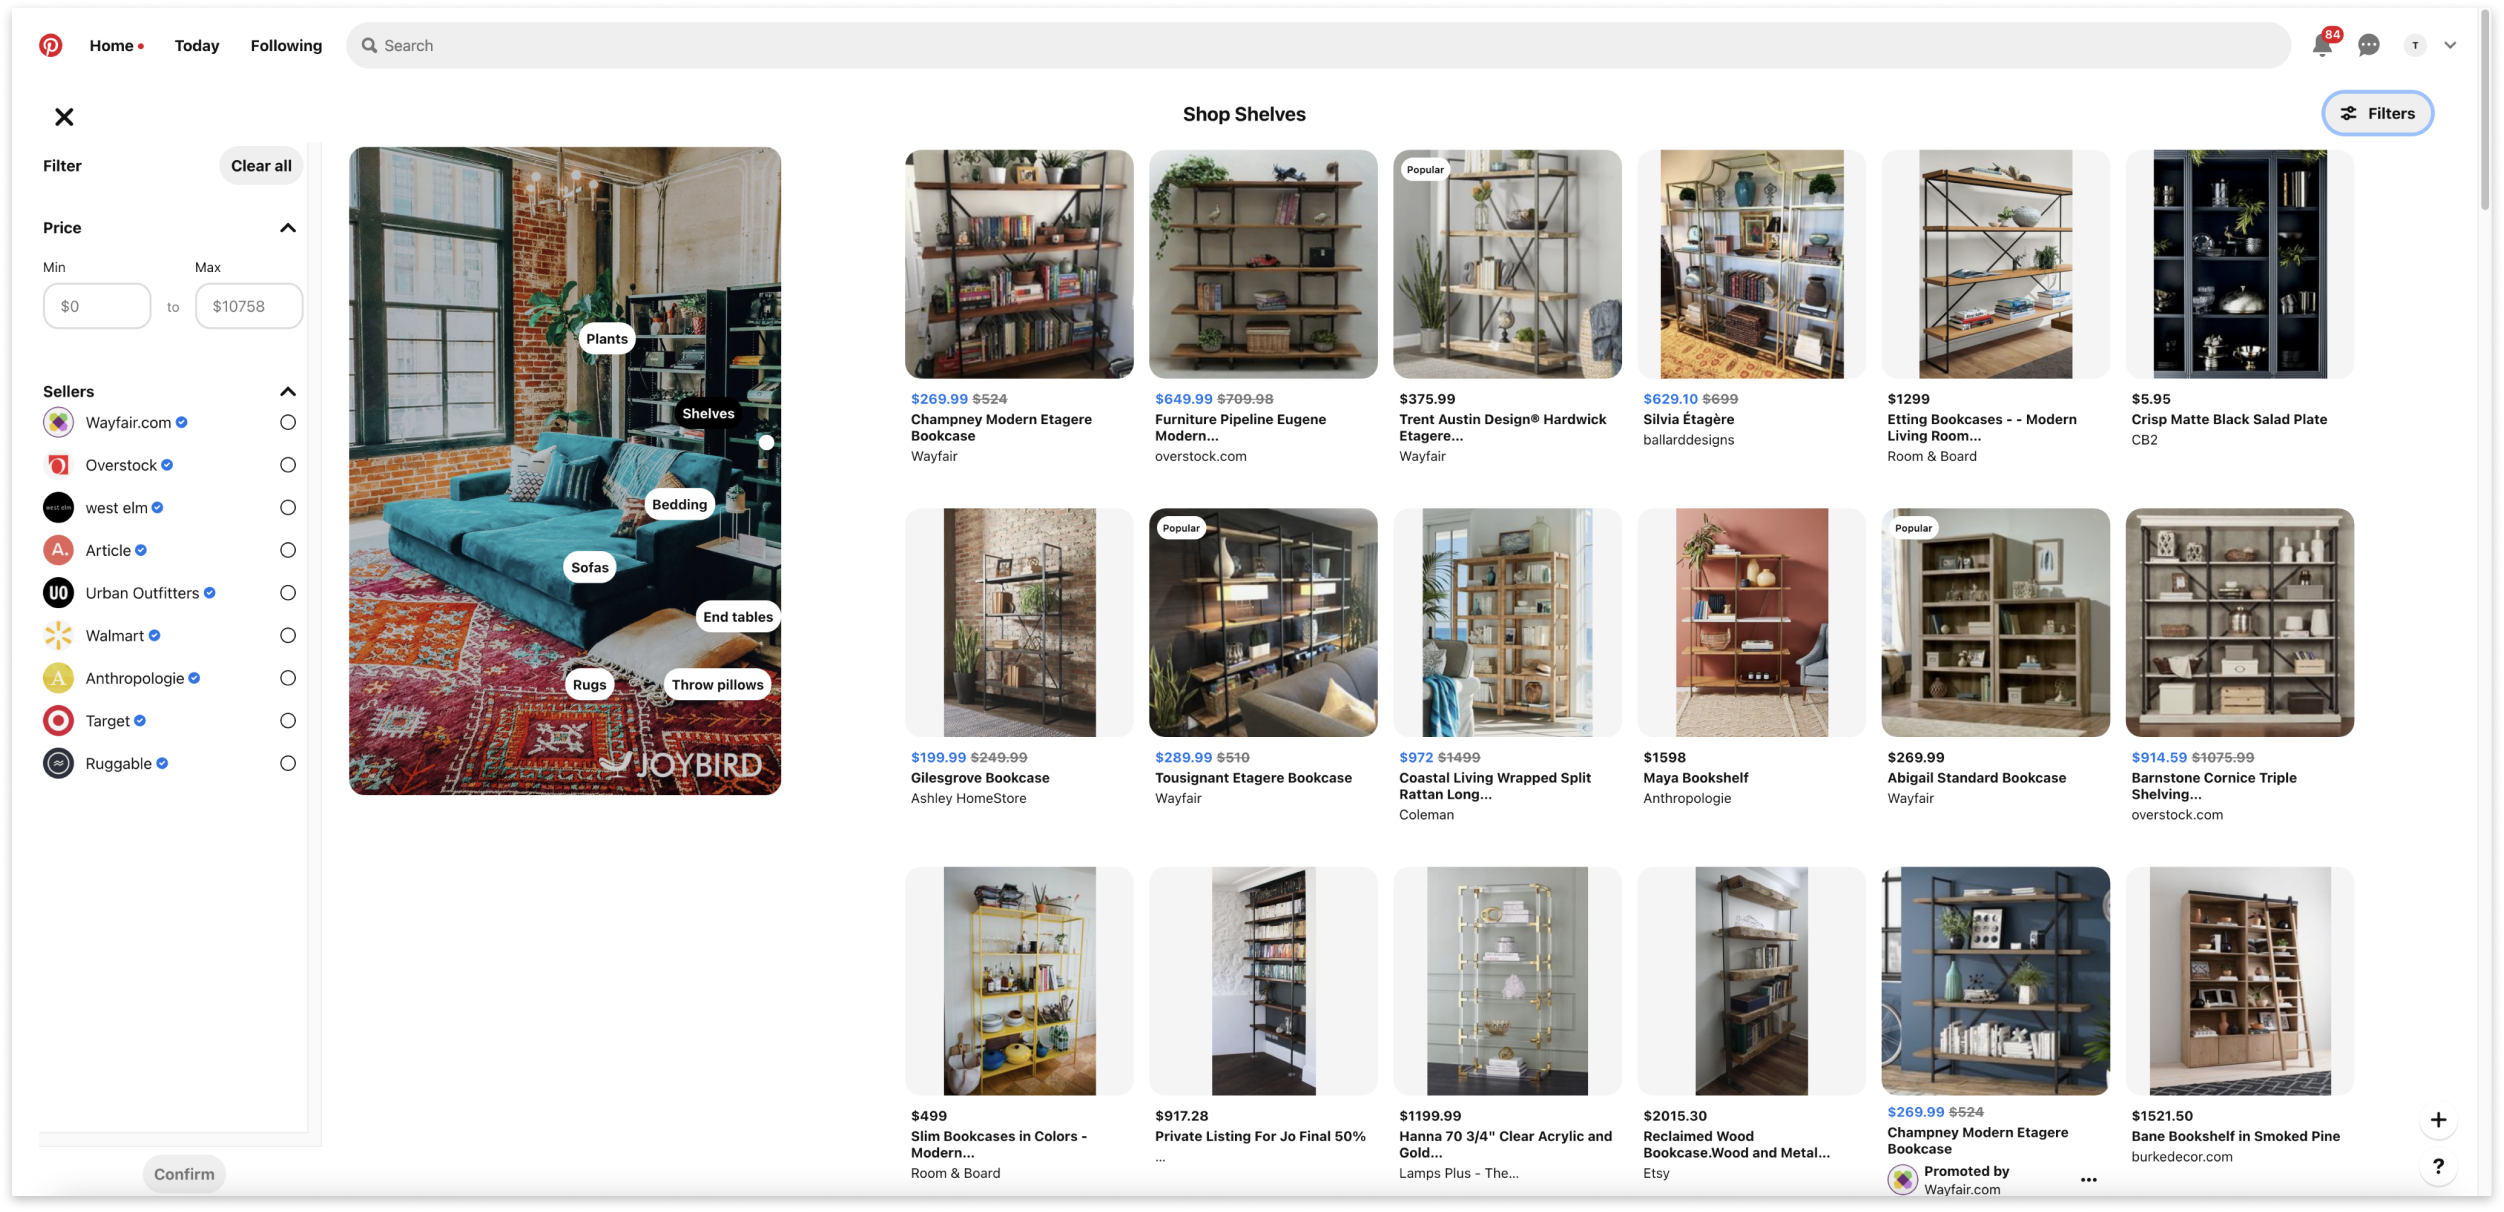 Home
Today
Following
Search
84
T
Shop Shelves
Filters
Filter
Clear all
Price
Min
Max
$0
to
$10758
Sellers
Wayfair.com
Overstock
west elm
west elm
A.
Article
UO
Urban Outfitters
Walmart
A
Anthropologie
Target
Ruggable
Confirm
Plants
Shelves
Bedding
Sofas
End tables
Rugs
Throw pillows
JOYBIRD
$269.99 $524
Champney Modern Etagere
Bookcase
Wayfair
$649.99 $709.98
Furniture Pipeline Eugene
Modern...
overstock.com
Popular
$375.99
Trent Austin Design® Hardwick
Etagere...
Wayfair
$629.10 $699
Silvia Étagère
ballarddesigns
$1299
Etting Bookcases - - Modern
Living Room...
Room & Board
$5.95
Crisp Matte Black Salad Plate
CB2
$199.99 $249.99
Gilesgrove Bookcase
Ashley HomeStore
Popular
$289.99 $510
Tousignant Etagere Bookcase
Wayfair
$972 $1499
Coastal Living Wrapped Split
Rattan Long...
Coleman
$1598
Maya Bookshelf
Anthropologie
Popular
$269.99
Abigail Standard Bookcase
Wayfair
$914.59 $1075.99
Barnstone Cornice Triple
Shelving...
overstock.com
$499
Slim Bookcases in Colors -
Modern...
Room & Board
$917.28
Private Listing For Jo Final 50%
...
$1199.99
Hanna 70 3/4" Clear Acrylic and
Gold...
Lamps Plus - The...
$2015.30
Reclaimed Wood
Bookcase.Wood and Metal...
Etsy
$269.99 $524
Champney Modern Etagere
Bookcase
Promoted by
Wayfair.com
$1521.50
Bane Bookshelf in Smoked Pine
burkedecor.com
+
?